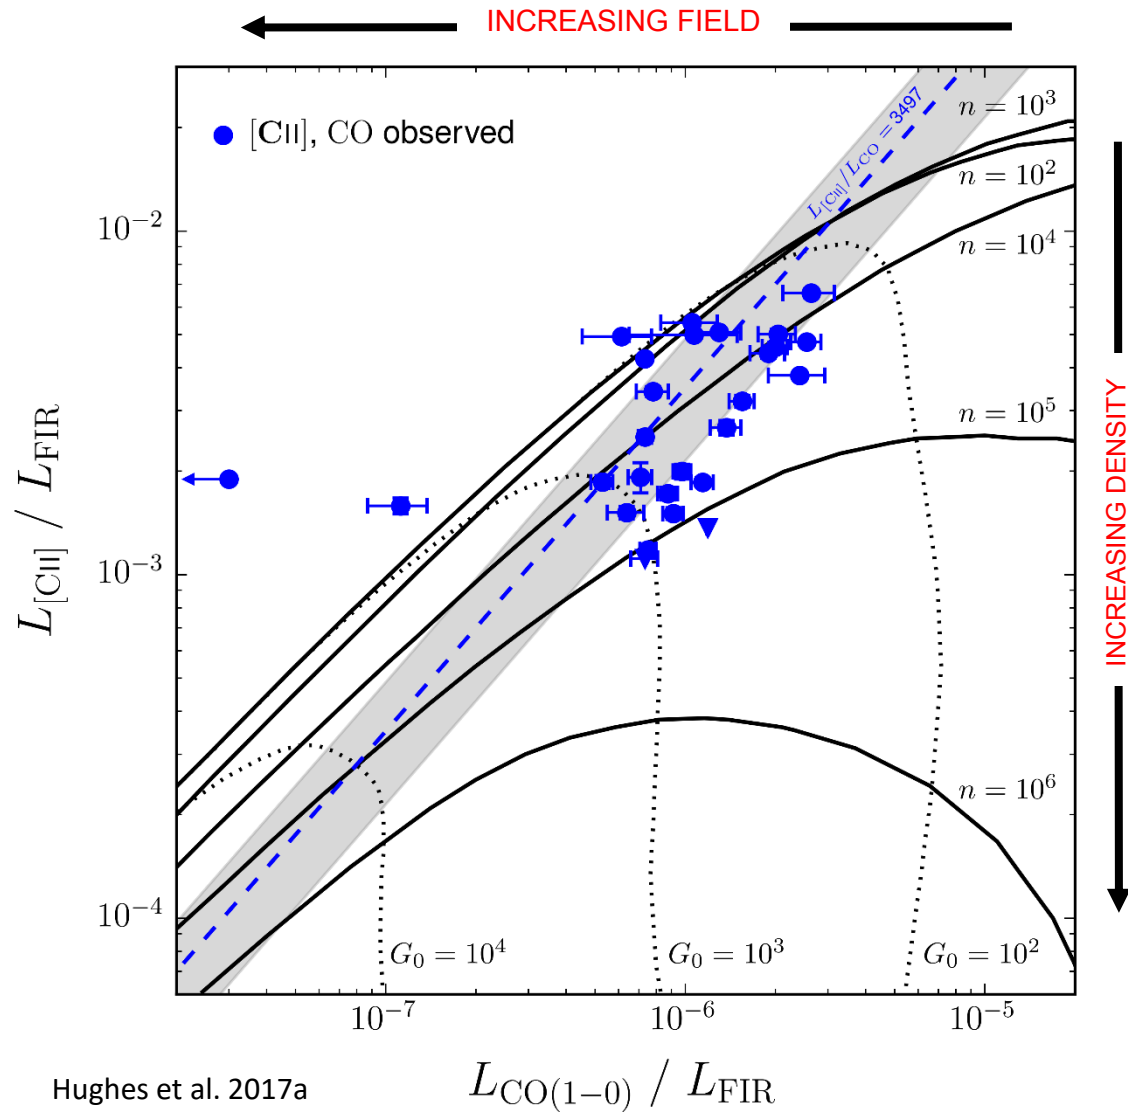 INCREASING FIELD
[CII], CO observed
L[CII]/LCO = 3497
n = 10³
n = 10²
n = 10⁴
n = 10⁵
n = 10⁶
INCREASING DENSITY
10⁻²
10⁻³
10⁻⁴
L[CII] / LFIR
G₀ = 10⁴
G₀ = 10³
G₀ = 10²
10⁻⁷
10⁻⁶
10⁻⁵
LCO(1−0) / LFIR
Hughes et al. 2017a